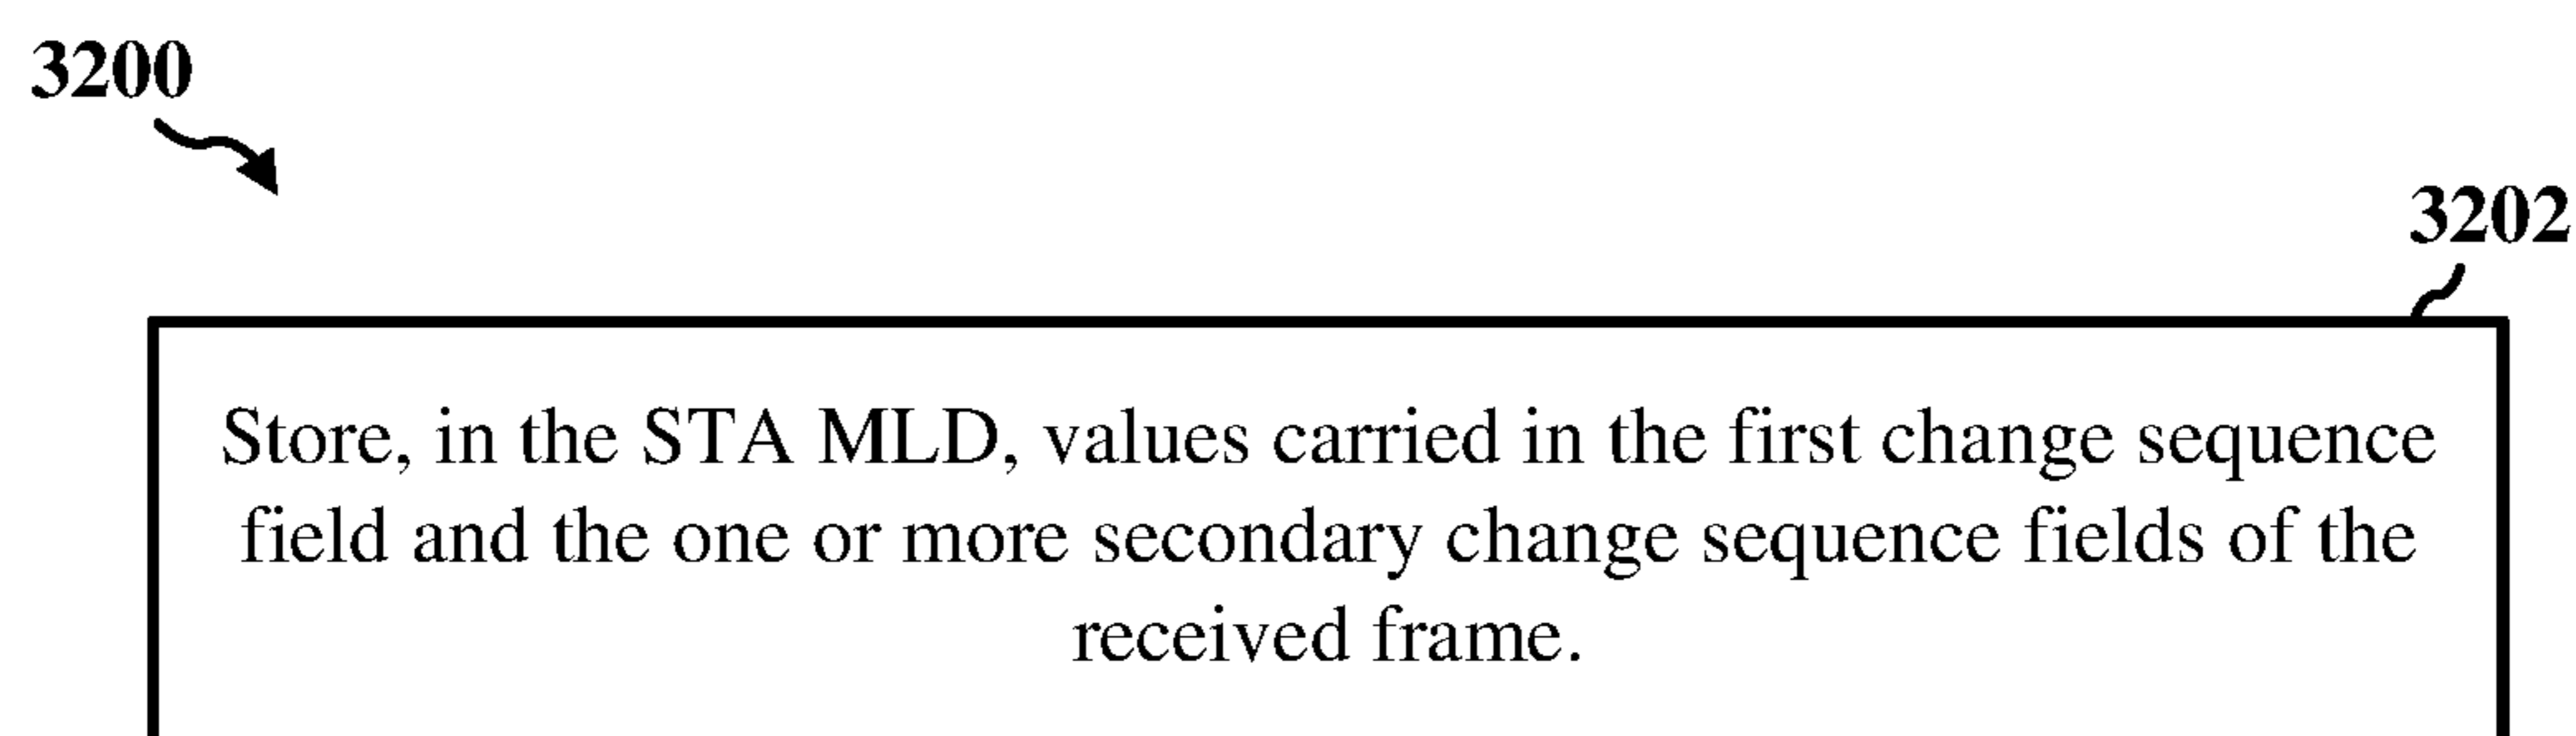 3200
3202
Store, in the STA MLD, values carried in the first change sequence
field and the one or more secondary change sequence fields of the
received frame.